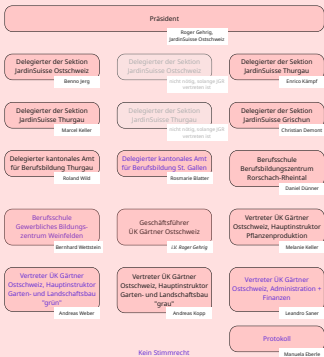 Präsident
Roger Gehrig,
JardinSuisse Ostschweiz
Delegierter der Sektion
JardinSuisse Ostschweiz
Benno Jerg
Delegierter der Sektion
JardinSuisse Ostschweiz
nicht nötig, solange JGR
vertreten ist
Delegierter der Sektion
JardinSuisse Thurgau
Enrico Kämpf
Delegierter der Sektion
JardinSuisse Thurgau
Marcel Keller
Delegierter der Sektion
JardinSuisse Thurgau
nicht nötig, solange JGR
vertreten ist
Delegierter der Sektion
JardinSuisse Grischun
Christian Demont
Delegierter kantonales Amt
für Berufsbildung Thurgau
Roland Wild
Delegierter kantonales Amt
für Berufsbildung St. Gallen
Rosmarie Blatter
Berufsschule
Berufsbildungszentrum
Rorschach-Rheintal
Daniel Dünner
Berufsschule
Gewerbliches Bildungs-
zentrum Weinfelden
Bernhard Wettstein
Geschäftsführer
ÜK Gärtner Ostschweiz
i.V. Roger Gehrig
Vertreter ÜK Gärtner
Ostschweiz, Hauptinstruktor
Pflanzenproduktion
Melanie Keller
Vertreter ÜK Gärtner
Ostschweiz, Hauptinstruktor
Garten- und Landschaftsbau
"grün"
Andreas Weber
Vertreter ÜK Gärtner
Ostschweiz, Hauptinstruktor
Garten- und Landschaftsbau
"grau"
Andreas Kopp
Vertreter ÜK Gärtner
Ostschweiz, Administration +
Finanzen
Leandro Saner
Protokoll
Manuela Eberle
Kein Stimmrecht